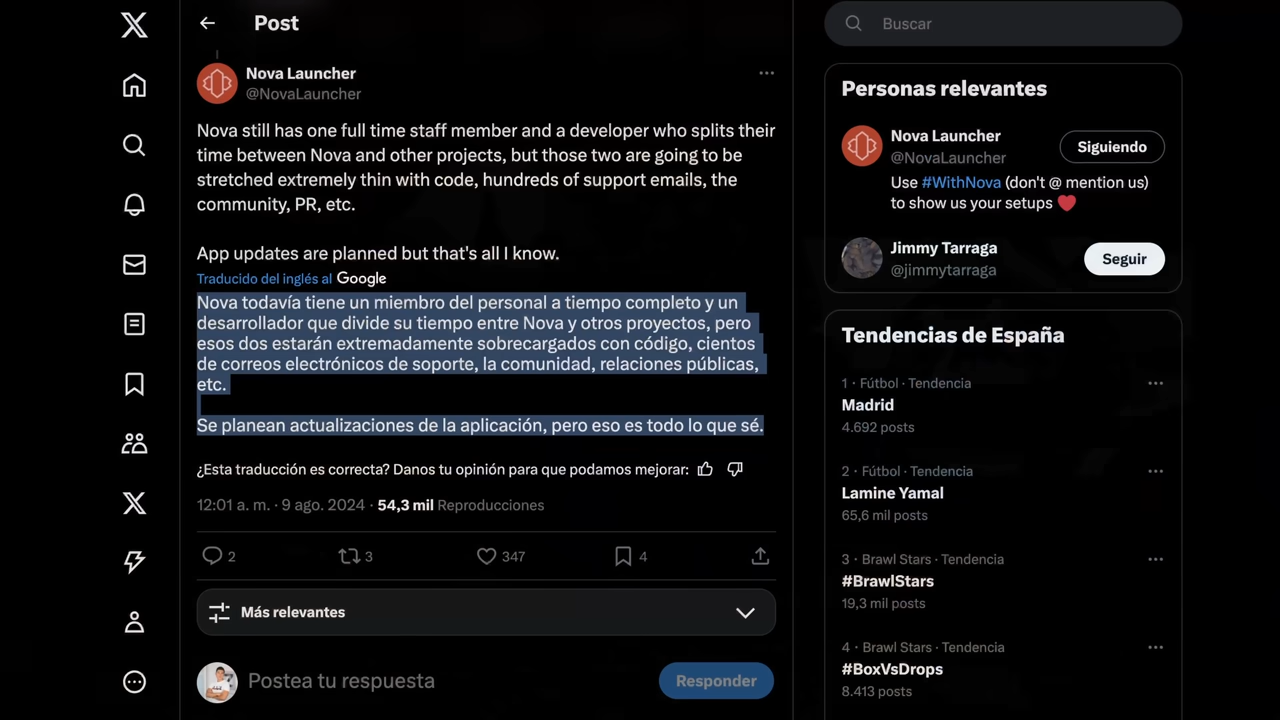 Post
Nova Launcher
@NovaLauncher
Nova still has one full time staff member and a developer who splits their
time between Nova and other projects, but those two are going to be
stretched extremely thin with code, hundreds of support emails, the
community, PR, etc.
App updates are planned but that's all I know.
Traducido del inglés al Google
Nova todavía tiene un miembro del personal a tiempo completo y un
desarrollador que divide su tiempo entre Nova y otros proyectos, pero
esos dos estarán extremadamente sobrecargados con código, cientos
de correos electrónicos de soporte, la comunidad, relaciones públicas,
etc.
Se planean actualizaciones de la aplicación, pero eso es todo lo que sé.
¿Esta traducción es correcta? Danos tu opinión para que podamos mejorar:
12:01 a. m. · 9 ago. 2024 · 54,3 mil Reproducciones
2 3 347 4
Más relevantes
Postea tu respuesta
Responder
Buscar
Personas relevantes
Nova Launcher
@NovaLauncher
Siguiendo
Use #WithNova (don't @ mention us)
to show us your setups
Jimmy Tarraga
@jimmytarraga
Seguir
Tendencias de España
1 · Fútbol · Tendencia
Madrid
4.692 posts
2 · Fútbol · Tendencia
Lamine Yamal
65,6 mil posts
3 · Brawl Stars · Tendencia
#BrawlStars
19,3 mil posts
4 · Brawl Stars · Tendencia
#BoxVsDrops
8.413 posts